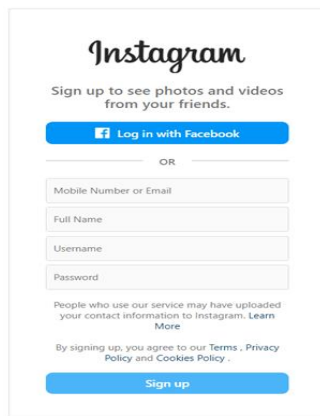 Instagram
Sign up to see photos and videos
from your friends.
Log in with Facebook
OR
Mobile Number or Email
Full Name
Username
Password
People who use our service may have uploaded
your contact information to Instagram. Learn
More
By signing up, you agree to our Terms , Privacy
Policy and Cookies Policy .
Sign up